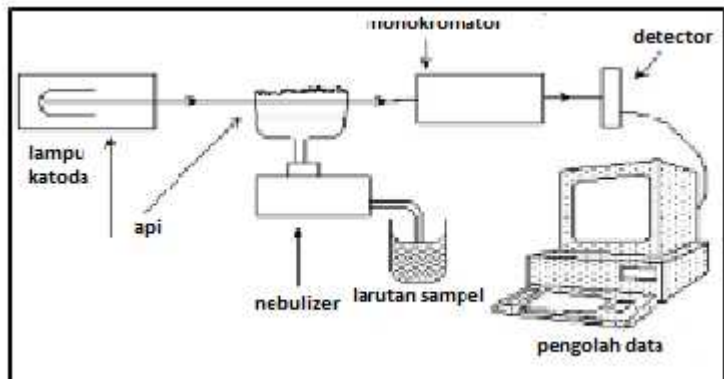 monokromator
detector
lampu
katoda
api
nebulizer
larutan sampel
pengolah data